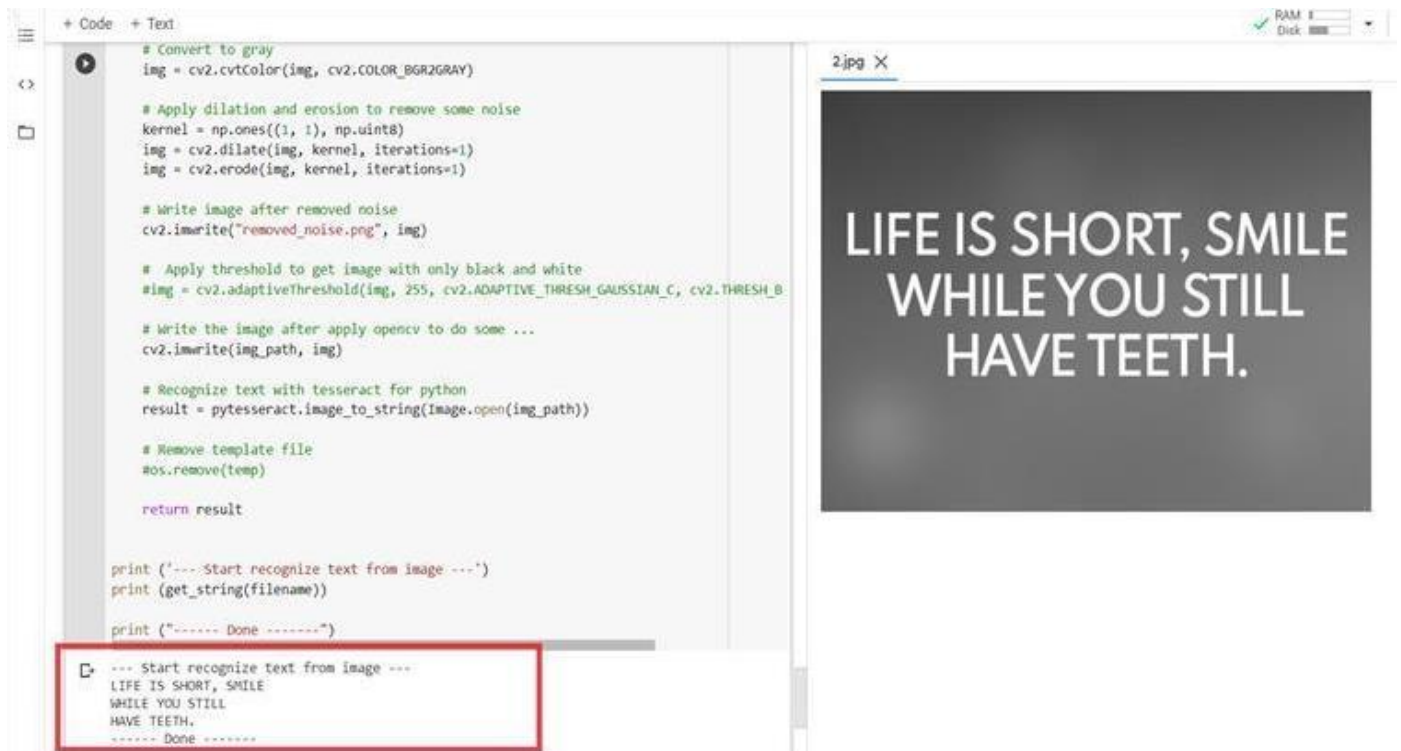 + Code + Text
RAM
Disk
# Convert to gray
img = cv2.cvtColor(img, cv2.COLOR_BGR2GRAY)
# Apply dilation and erosion to remove some noise
kernel = np.ones((1, 1), np.uint8)
img = cv2.dilate(img, kernel, iterations=1)
img = cv2.erode(img, kernel, iterations=1)
# Write image after removed noise
cv2.imwrite("removed_noise.png", img)
# Apply threshold to get image with only black and white
#img = cv2.adaptiveThreshold(img, 255, cv2.ADAPTIVE_THRESH_GAUSSIAN_C, cv2.THRESH_B
# Write the image after apply opencv to do some ...
cv2.imwrite(img_path, img)
# Recognize text with tesseract for python
result = pytesseract.image_to_string(Image.open(img_path))
# Remove template file
#os.remove(temp)
return result
print ('--- Start recognize text from image ---')
print (get_string(filename))
print ("------ Done -------")
--- Start recognize text from image ---
LIFE IS SHORT, SMILE
WHILE YOU STILL
HAVE TEETH.
------ Done -------
2.jpg
LIFE IS SHORT, SMILE
WHILE YOU STILL
HAVE TEETH.